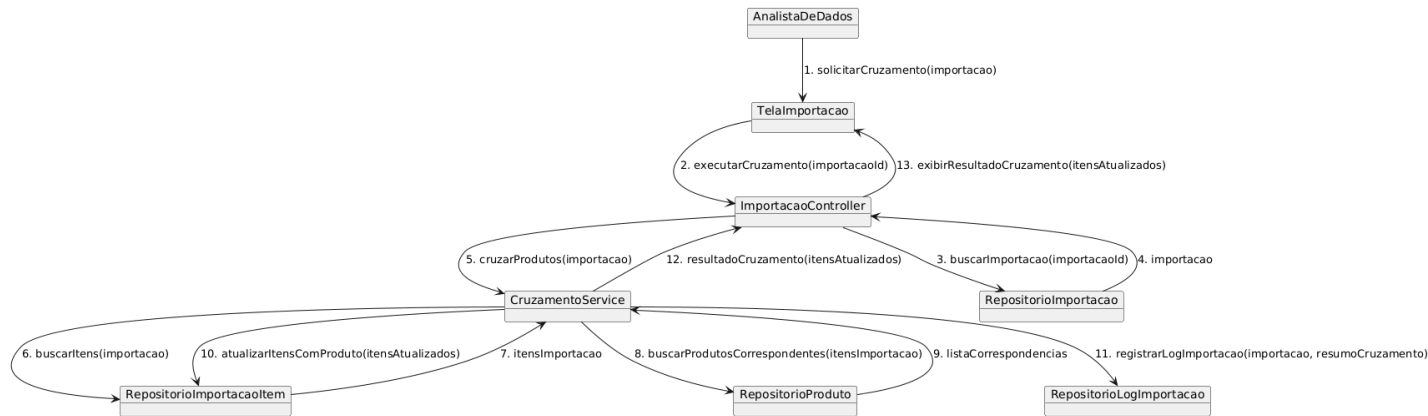 AnalistaDeDados
1. solicitarCruzamento(importacao)
TelaImportacao
2. executarCruzamento(importacaoId)
13. exibirResultadoCruzamento(itensAtualizados)
ImportacaoController
5. cruzarProdutos(importacao)
12. resultadoCruzamento(itensAtualizados)
3. buscarImportacao(importacaoId)
4. importacao
CruzamentoService
RepositorioImportacao
6. buscarItens(importacao)
10. atualizarItensComProduto(itensAtualizados)
7. itensImportacao
8. buscarProdutosCorrespondentes(itensImportacao)
9. listaCorrespondencias
11. registrarLogImportacao(importacao, resumoCruzamento)
RepositorioImportacaoItem
RepositorioProduto
RepositorioLogImportacao